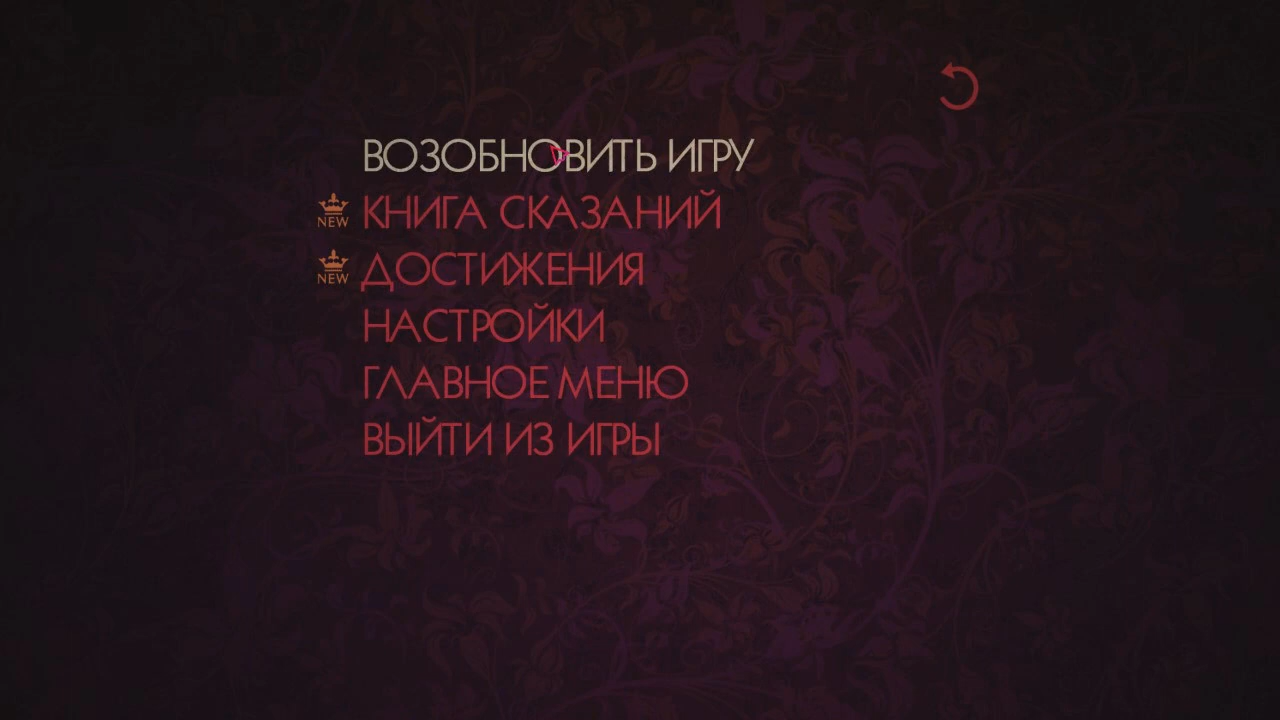 ВОЗОБНОВИТЬ ИГРУ
NEW КНИГА СКАЗАНИЙ
NEW ДОСТИЖЕНИЯ
НАСТРОЙКИ
ГЛАВНОЕ МЕНЮ
ВЫЙТИ ИЗ ИГРЫ